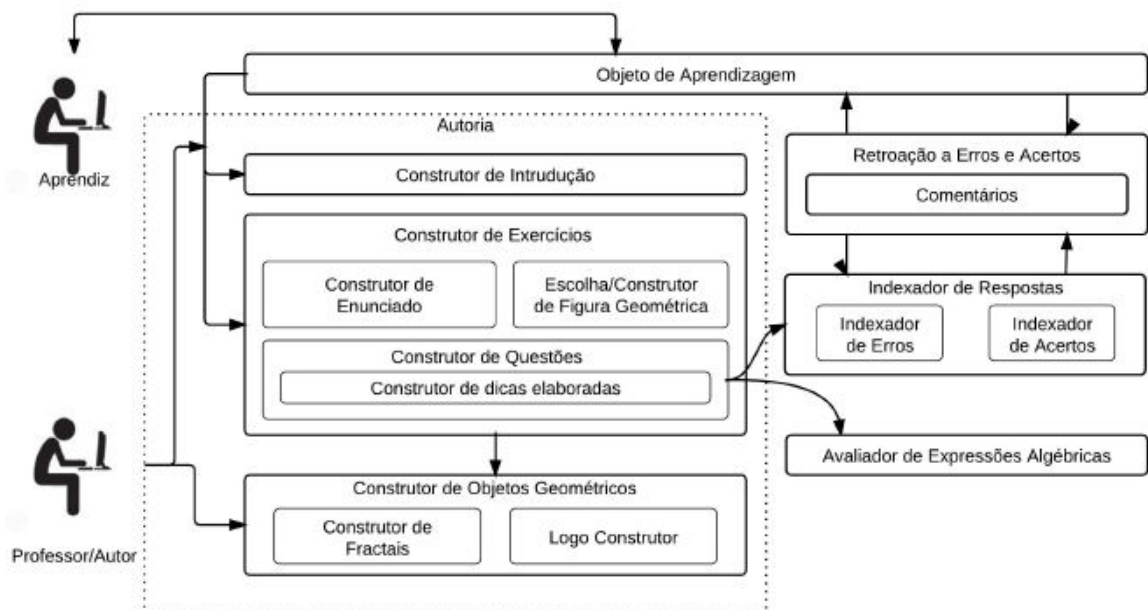 Objeto de Aprendizagem
Autoria
Aprendiz
Construtor de Intrudução
Retroação a Erros e Acertos
Comentários
Construtor de Exercícios
Construtor de
Enunciado
Escolha/Construtor
de Figura Geométrica
Indexador de Respostas
Indexador
de Erros
Indexador
de Acertos
Construtor de Questões
Construtor de dicas elaboradas
Avaliador de Expressões Algébricas
Professor/Autor
Construtor de Objetos Geométricos
Construtor de
Fractais
Logo Construtor